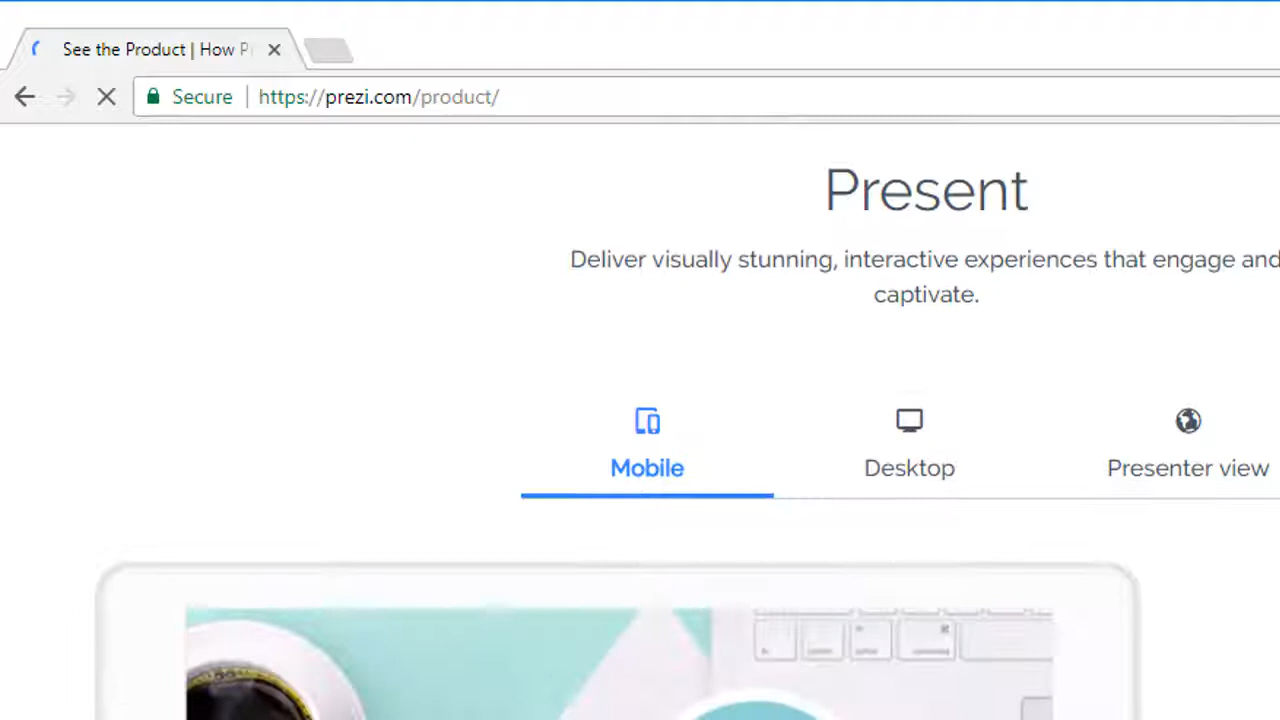 See the Product | How P
Secure
https://prezi.com/product/
Present
Deliver visually stunning, interactive experiences that engage and
captivate.
Mobile
Desktop
Presenter view